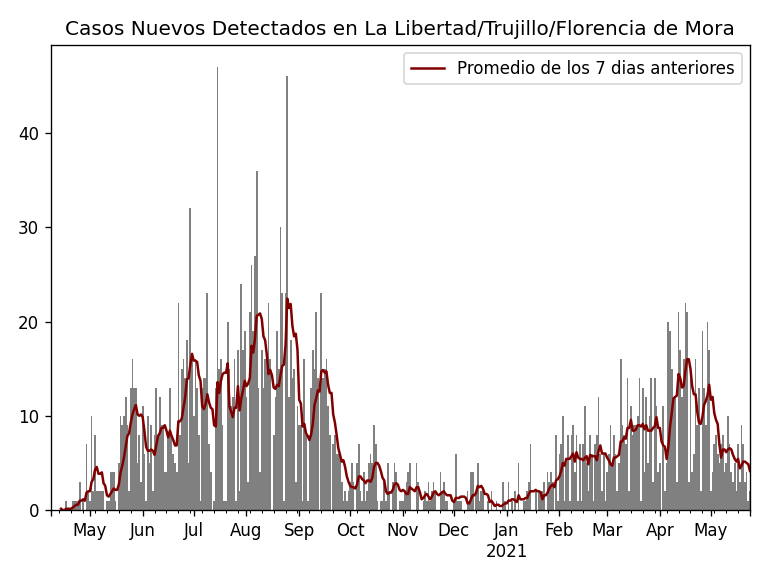 Casos Nuevos Detectados en La Libertad/Trujillo/Florencia de Mora
Promedio de los 7 dias anteriores
40
30
20
10
0
May Jun Jul Aug Sep Oct Nov Dec Jan Feb Mar Apr May
2021